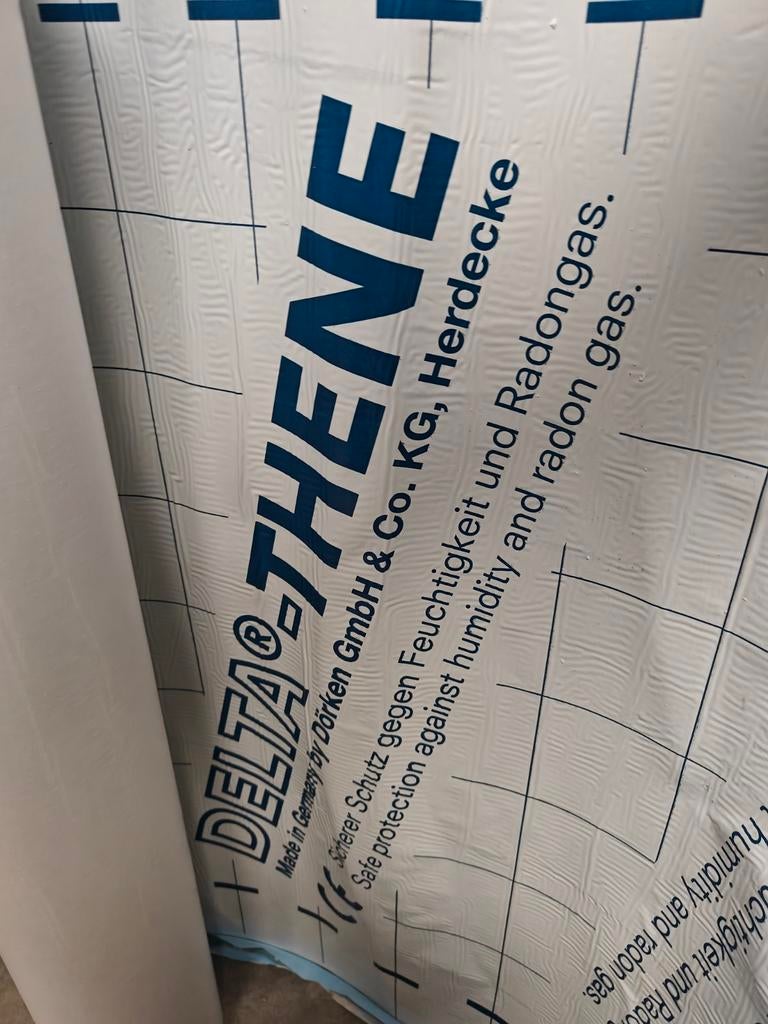 DELTA®-THENE
Made in Germany by Dörken GmbH & Co. KG, Herdecke
CE Sicherer Schutz gegen Feuchtigkeit und Radongas.
Safe protection against humidity and radon gas.
humidity and radon gas.